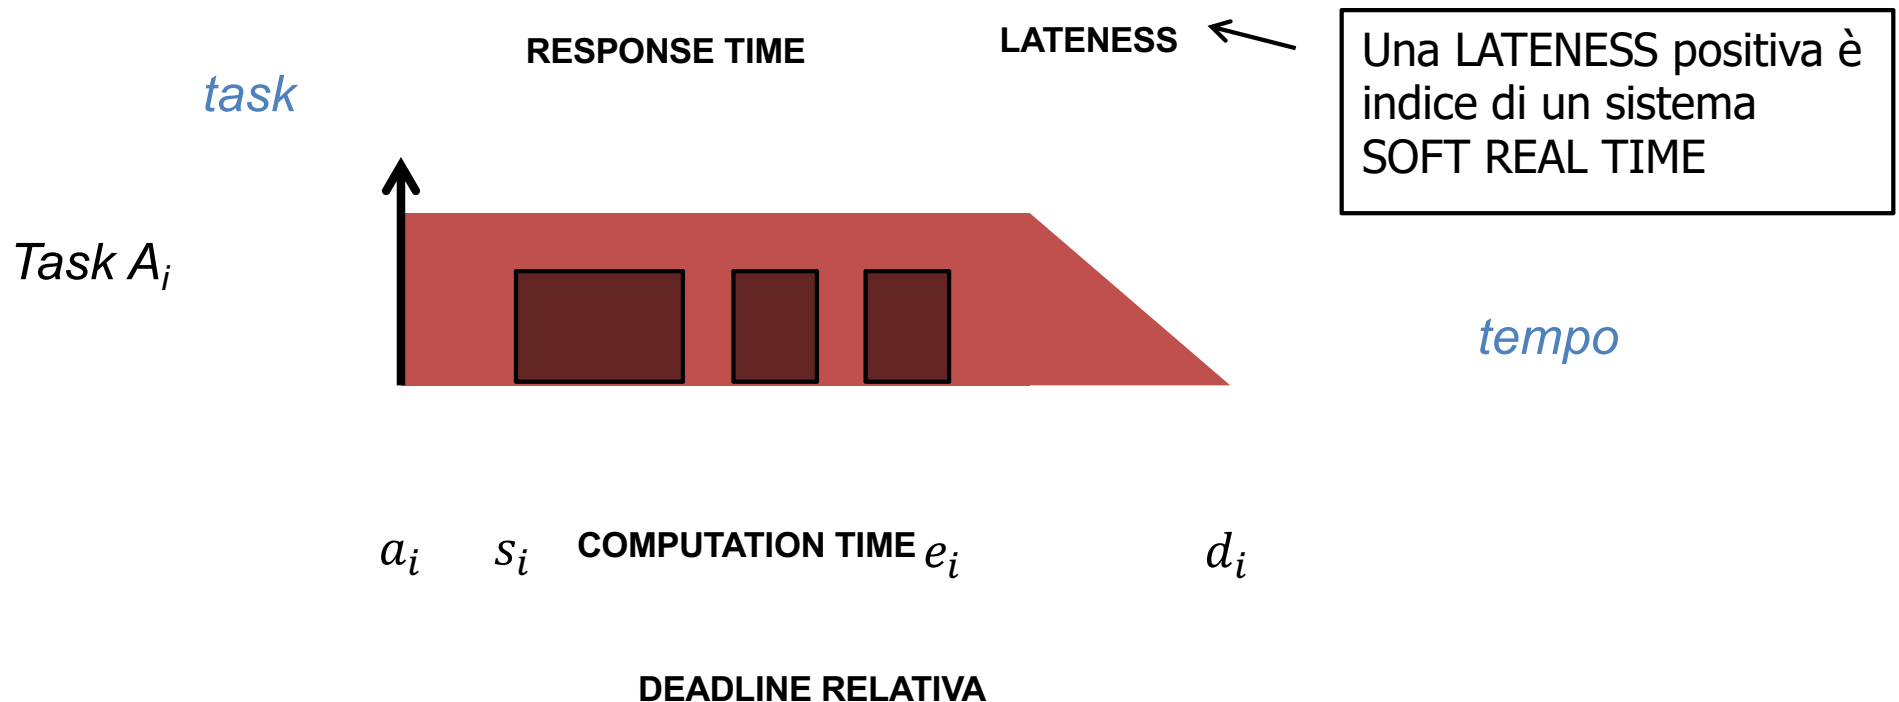 RESPONSE TIME
LATENESS
Una LATENESS positiva è
indice di un sistema
SOFT REAL TIME
task
Task Aᵢ
tempo
aᵢ
sᵢ
COMPUTATION TIME
eᵢ
dᵢ
DEADLINE RELATIVA